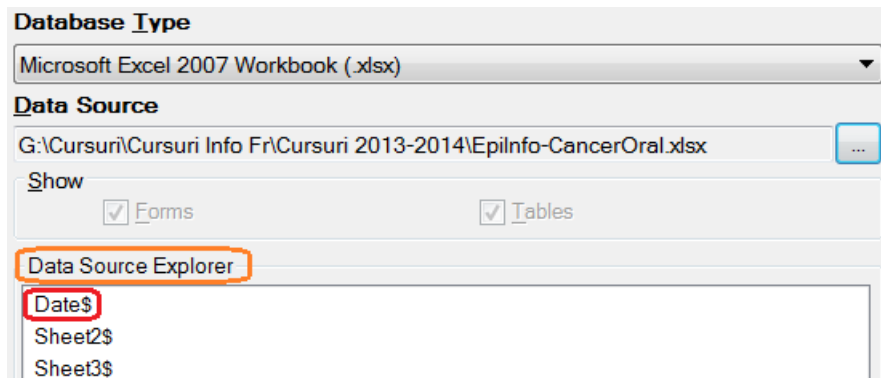 Database Type
Microsoft Excel 2007 Workbook (.xlsx)
Data Source
G:\Cursuri\Cursuri Info Fr\Cursuri 2013-2014\EpiInfo-CancerOral.xlsx
...
Show
Forms Tables
Data Source Explorer
Date$
Sheet2$
Sheet3$